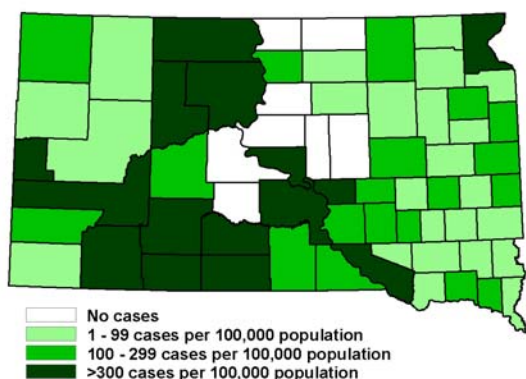 No cases
1 - 99 cases per 100,000 population
100 - 299 cases per 100,000 population
>300 cases per 100,000 population